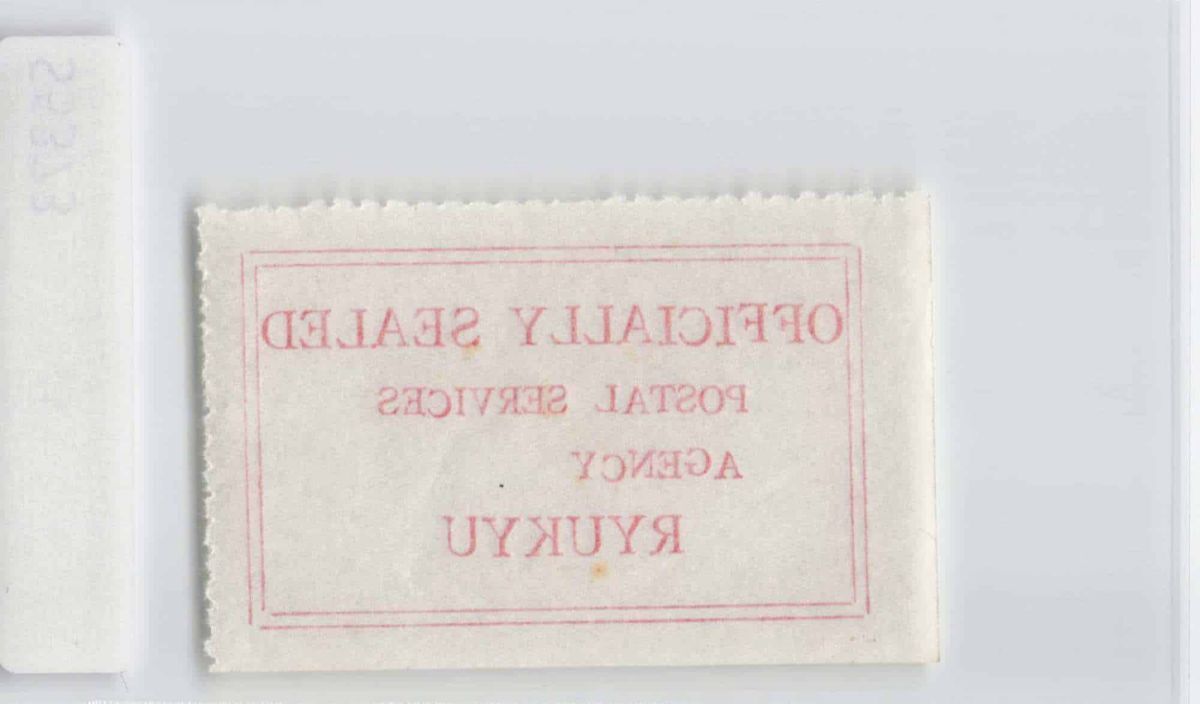 OFFICIALLY SEALED
POSTAL SERVICES
AGENCY
RYUKYU